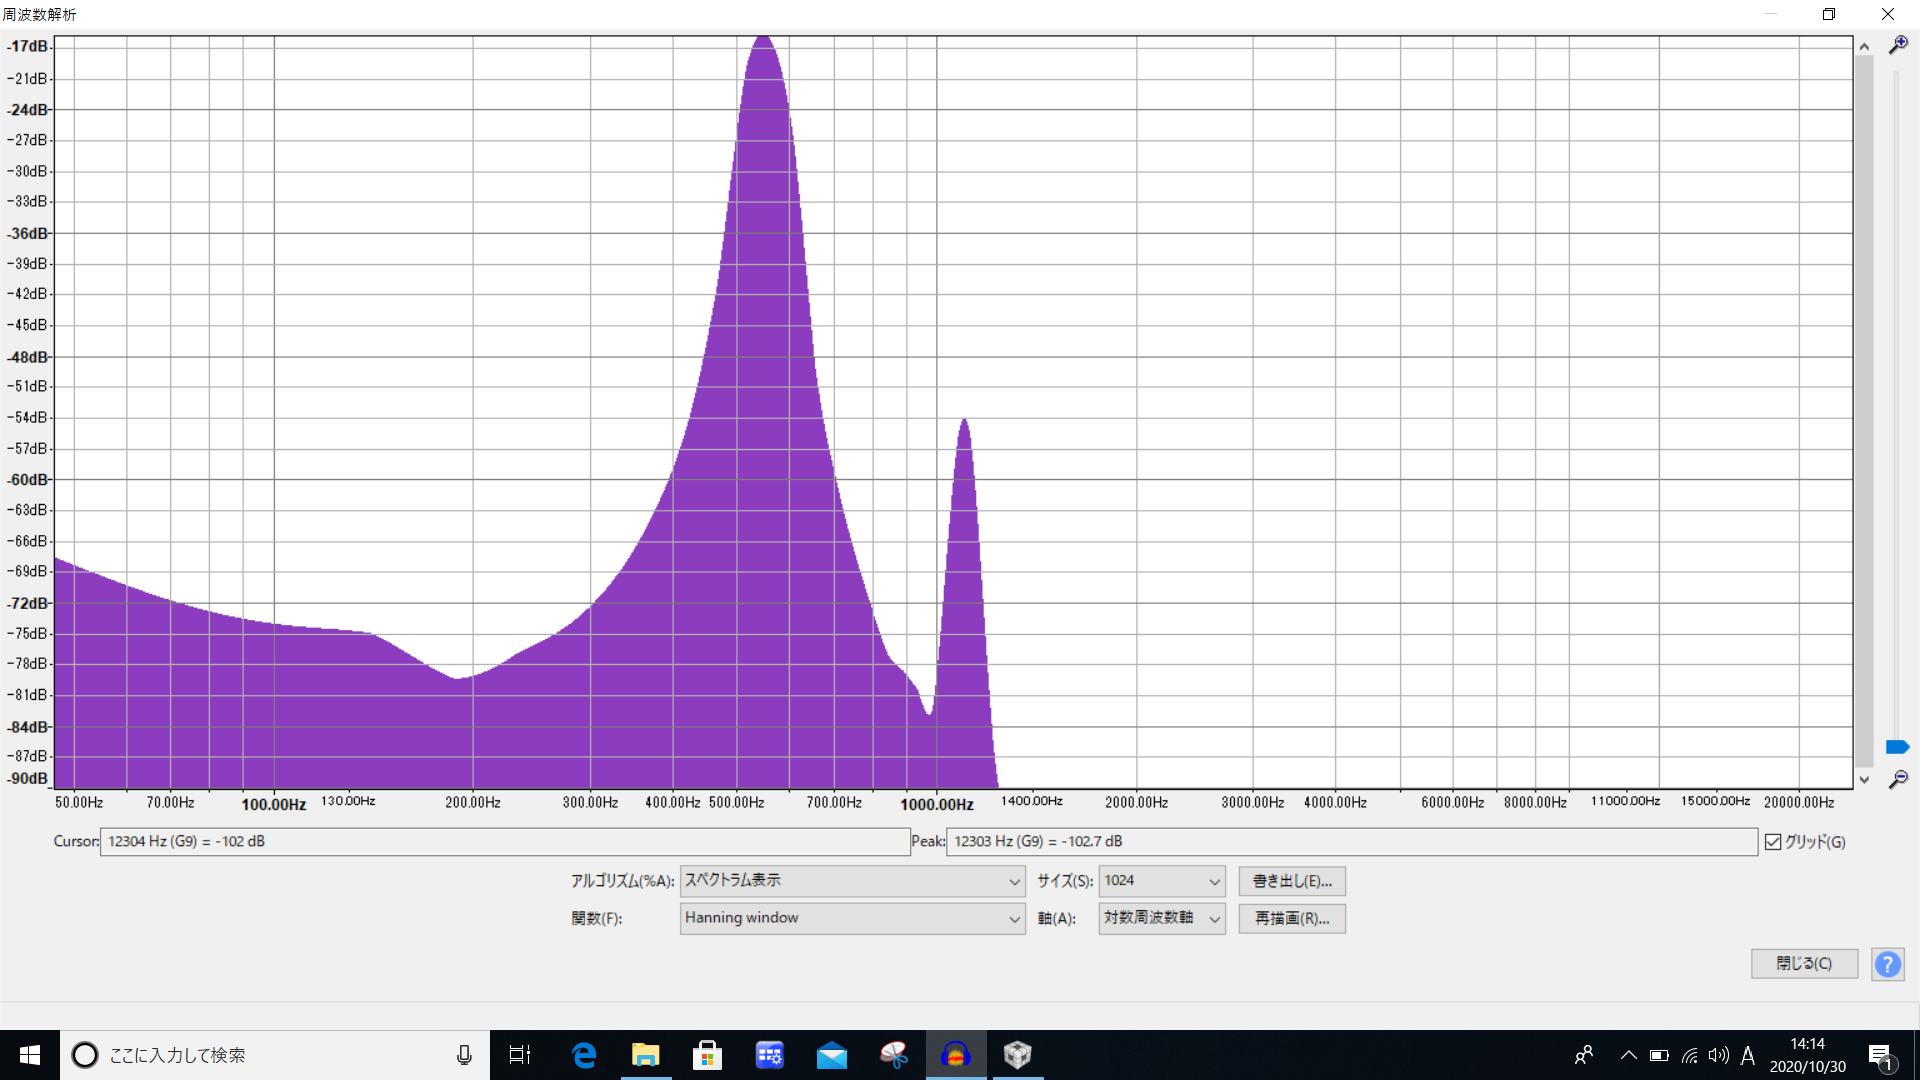 周波数解析
-17dB
-21dB
-24dB
-27dB
-30dB
-33dB
-36dB
-39dB
-42dB
-45dB
-48dB
-51dB
-54dB
-57dB
-60dB
-63dB
-66dB
-69dB
-72dB
-75dB
-78dB
-81dB
-84dB
-87dB
-90dB
50.00Hz 70.00Hz 100.00Hz 130.00Hz 200.00Hz 300.00Hz 400.00Hz 500.00Hz 700.00Hz 1000.00Hz 1400.00Hz 2000.00Hz 3000.00Hz 4000.00Hz 6000.00Hz 8000.00Hz 11000.00Hz 15000.00Hz 20000.00Hz
Cursor: 12304 Hz (G9) = -102 dB Peak: 12303 Hz (G9) = -102.7 dB グリッド(G)
アルゴリズム(%A): スペクトラム表示 サイズ(S): 1024 書き出し(E)...
関数(F): Hanning window 軸(A): 対数周波数軸 再描画(R)...
閉じる(C) ?
ここに入力して検索 A 14:14
2020/10/30 1